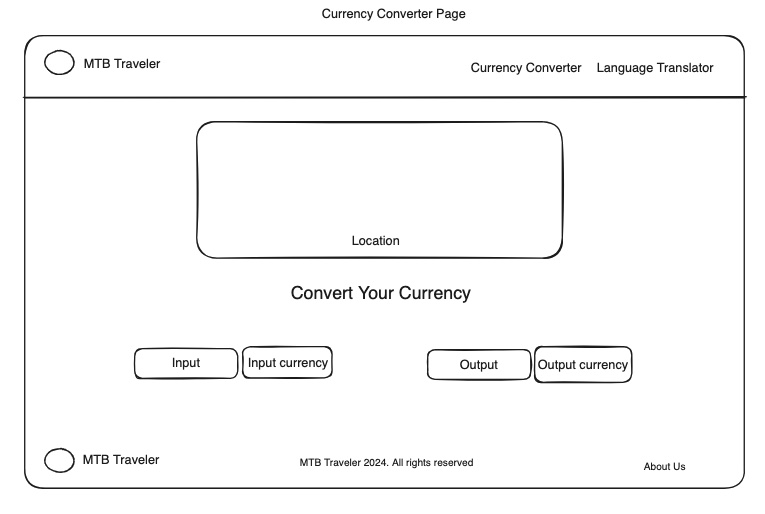 Currency Converter Page
MTB Traveler
Currency Converter
Language Translator
Location
Convert Your Currency
Input
Input currency
Output
Output currency
MTB Traveler
MTB Traveler 2024. All rights reserved
About Us